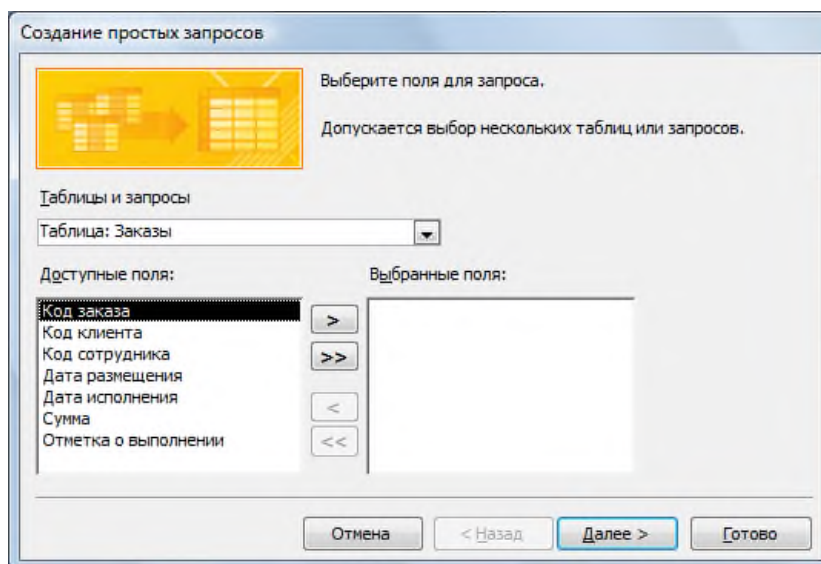 Создание простых запросов
Выберите поля для запроса.
Допускается выбор нескольких таблиц или запросов.
Таблицы и запросы
Таблица: Заказы
Доступные поля:
Выбранные поля:
Код заказа
Код клиента
Код сотрудника
Дата размещения
Дата исполнения
Сумма
Отметка о выполнении
>
>>
<
<<
Отмена
< Назад
Далее >
Готово